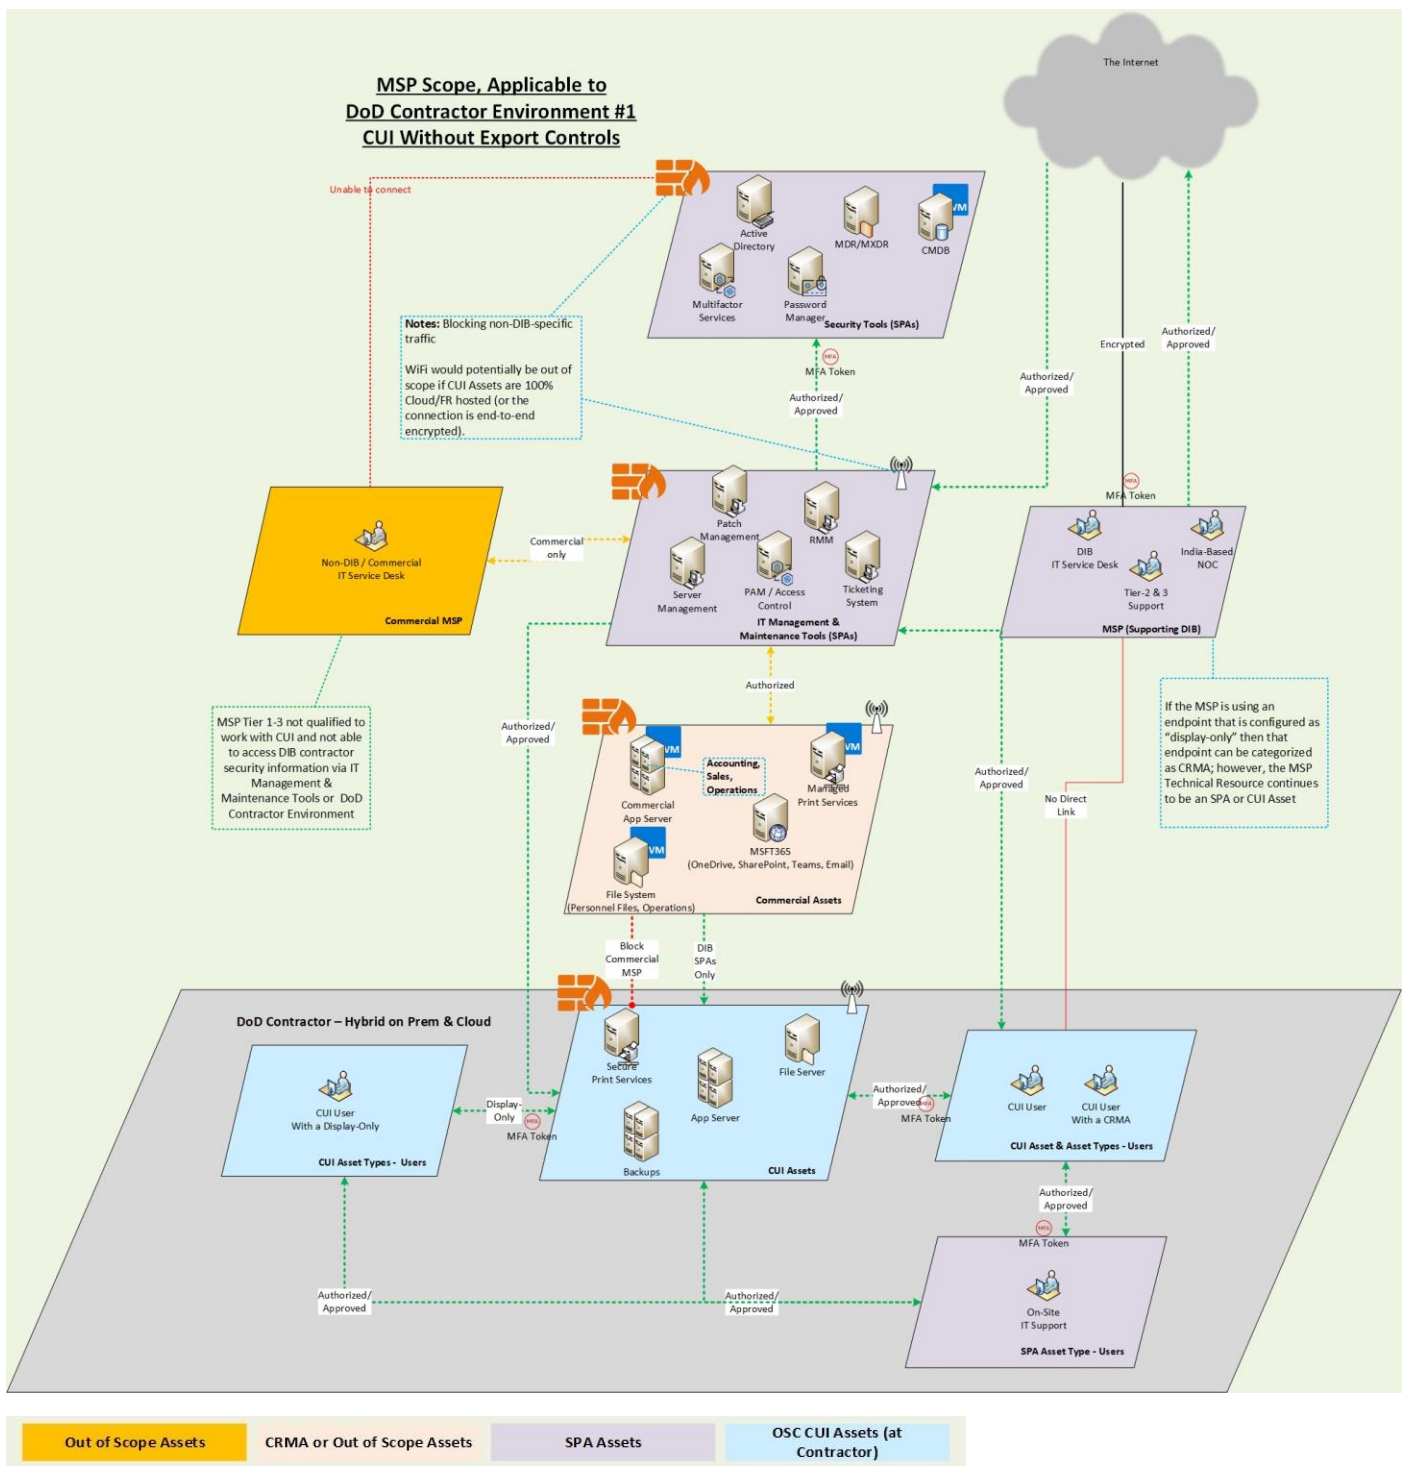 The Internet
MSP Scope, Applicable to
DoD Contractor Environment #1
CUI Without Export Controls
Unable to connect
Active
Directory
MDR/MXDR
VM
CMDB
Multifactor
Services
Password
Manager
Security Tools (SPAs)
Notes: Blocking non-DIB-specific
traffic
WiFi would potentially be out of
scope if CUI Assets are 100%
Cloud/FR hosted (or the
connection is end-to-end
encrypted).
MFA
MFA Token
Authorized/
Approved
Authorized/
Approved
Encrypted
Authorized/
Approved
MFA
MFA Token
Non-DIB / Commercial
IT Service Desk
Commercial MSP
Commercial
only
Patch
Management
RMM
Server
Management
PAM / Access
Control
Ticketing
System
IT Management &
Maintenance Tools (SPAs)
DIB
IT Service Desk
India-Based
NOC
Tier-2 & 3
Support
MSP (Supporting DIB)
Authorized
MSP Tier 1-3 not qualified to
work with CUI and not able
to access DIB contractor
security information via IT
Management &
Maintenance Tools or DoD
Contractor Environment
Authorized/
Approved
VM
Commercial
App Server
Accounting,
Sales,
Operations
VM
Managed
Print Services
MSFT365
(OneDrive, SharePoint, Teams, Email)
VM
File System
(Personnel Files, Operations)
Commercial Assets
Authorized/
Approved
No Direct
Link
If the MSP is using an
endpoint that is configured as
“display-only” then that
endpoint can be categorized
as CRMA; however, the MSP
Technical Resource continues
to be an SPA or CUI Asset
Block
Commercial
MSP
DIB
SPAs
Only
DoD Contractor – Hybrid on Prem & Cloud
CUI User
With a Display-Only
CUI Asset Types - Users
Display-
Only
MFA
MFA Token
Secure
Print Services
App Server
File Server
Backups
CUI Assets
Authorized/
Approved
MFA
MFA Token
CUI User
CUI User
With a CRMA
CUI Asset & Asset Types - Users
Authorized/
Approved
MFA
MFA Token
On-Site
IT Support
SPA Asset Type - Users
Authorized/
Approved
Authorized/
Approved
Out of Scope Assets
CRMA or Out of Scope Assets
SPA Assets
OSC CUI Assets (at
Contractor)